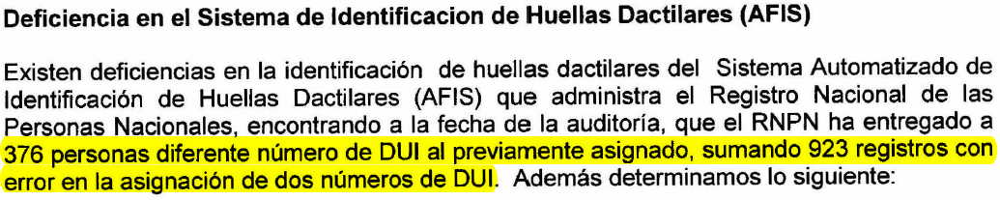 Deficiencia en el Sistema de Identificacion de Huellas Dactilares (AFIS)
Existen deficiencias en la identificación de huellas dactilares del Sistema Automatizado de
Identificación de Huellas Dactilares (AFIS) que administra el Registro Nacional de las
Personas Nacionales, encontrando a la fecha de la auditoría, que el RNPN ha entregado a
376 personas diferente número de DUI al previamente asignado, sumando 923 registros con
error en la asignación de dos números de DUI. Además determinamos lo siguiente: